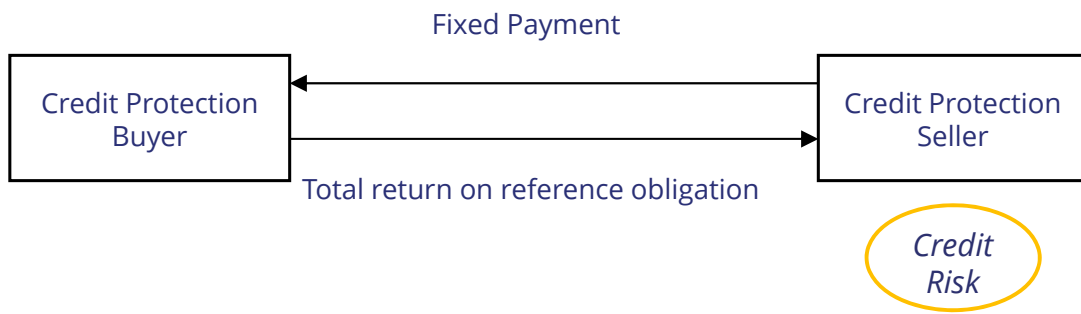 Fixed Payment
Credit Protection
Buyer
Credit Protection
Seller
Total return on reference obligation
Credit
Risk